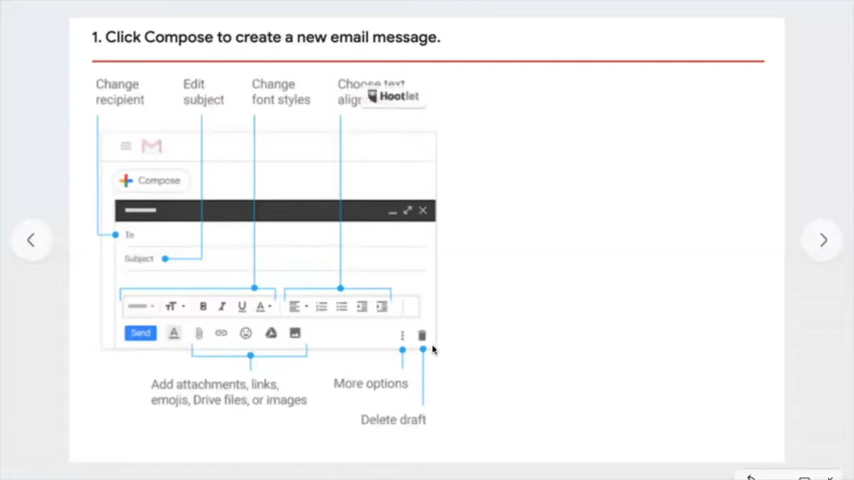 1. Click Compose to create a new email message.
Change
recipient
Edit
subject
Change
font styles
Choose text
Hootlet
Compose
To
Subject
B I U A
Send A
Add attachments, links,
emojis, Drive files, or images
More options
Delete draft